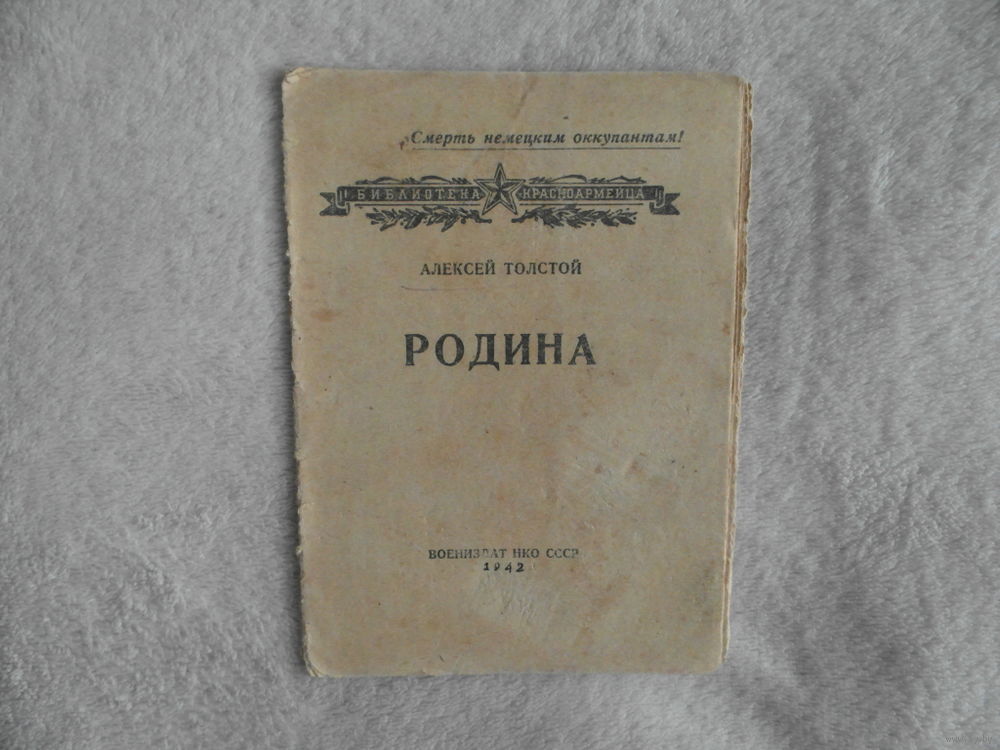 Смерть немецким оккупантам!
БИБЛИОТЕКА КРАСНОАРМЕЙЦА
АЛЕКСЕЙ ТОЛСТОЙ
РОДИНА
ВОЕНИЗДАТ НКО СССР
1942